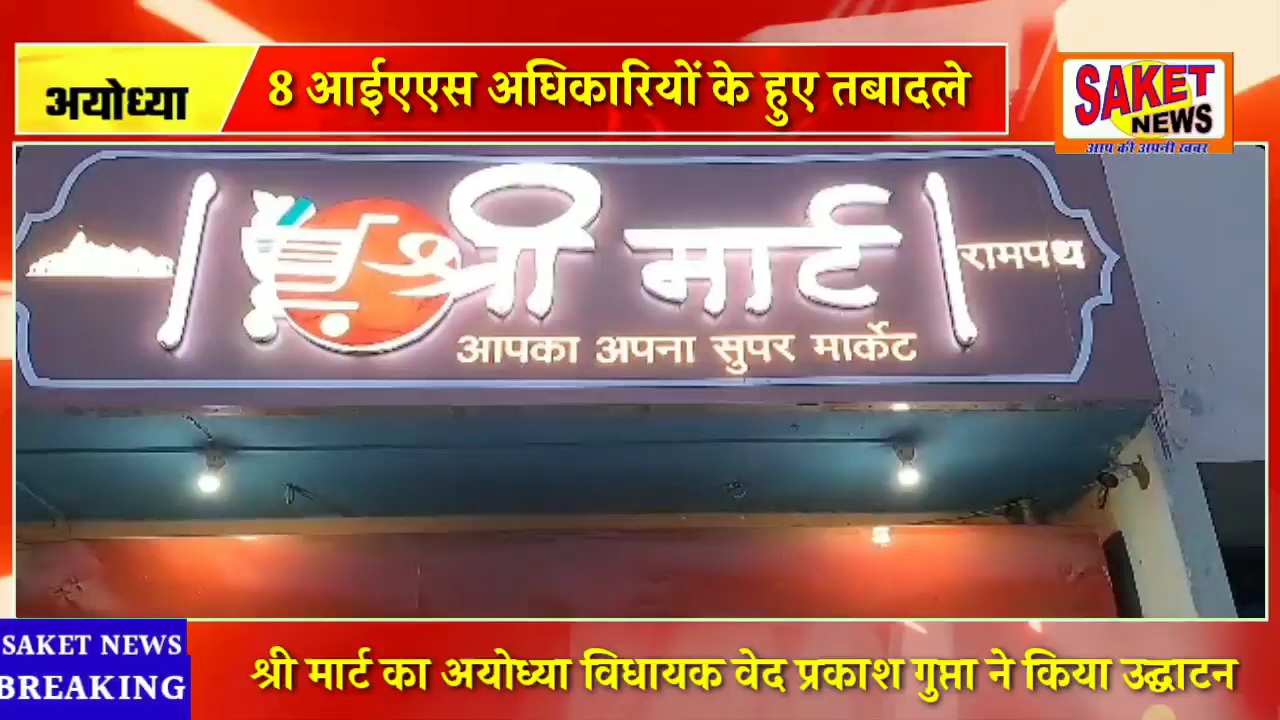 अयोध्या
8 आईएएस अधिकारियों के हुए तबादले
SAKET
NEWS
आप की अपनी खबर
श्री मार्ट
रामपथ
आपका अपना सुपर मार्केट
SAKET NEWS
BREAKING
श्री मार्ट का अयोध्या विधायक वेद प्रकाश गुप्ता ने किया उद्घाटन